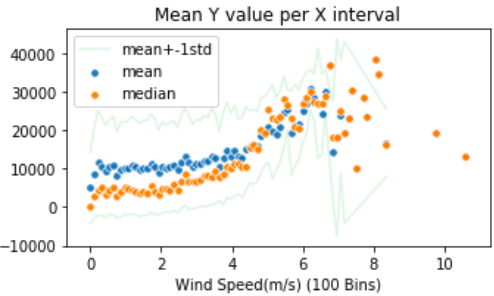 Mean Y value per X interval
mean+-1std
mean
median
40000
30000
20000
10000
0
-10000
0 2 4 6 8 10
Wind Speed(m/s) (100 Bins)